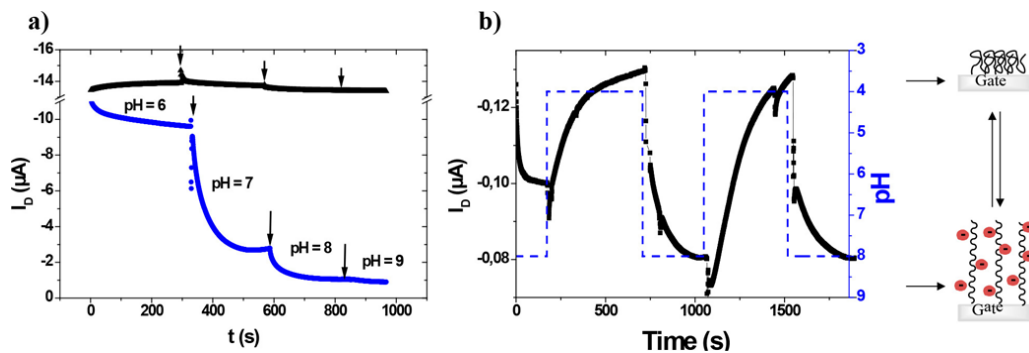 a)
-16
-14
-12
-10
-8
-6
-4
-2
0
I_D (µA)
pH = 6
pH = 7
pH = 8
pH = 9
0 200 400 600 800 1000
t (s)
b)
-0,12
-0,10
-0,08
I_D (µA)
0 500 1000 1500
Time (s)
3
4
5
6
7
8
9
pH
Gate
Gate